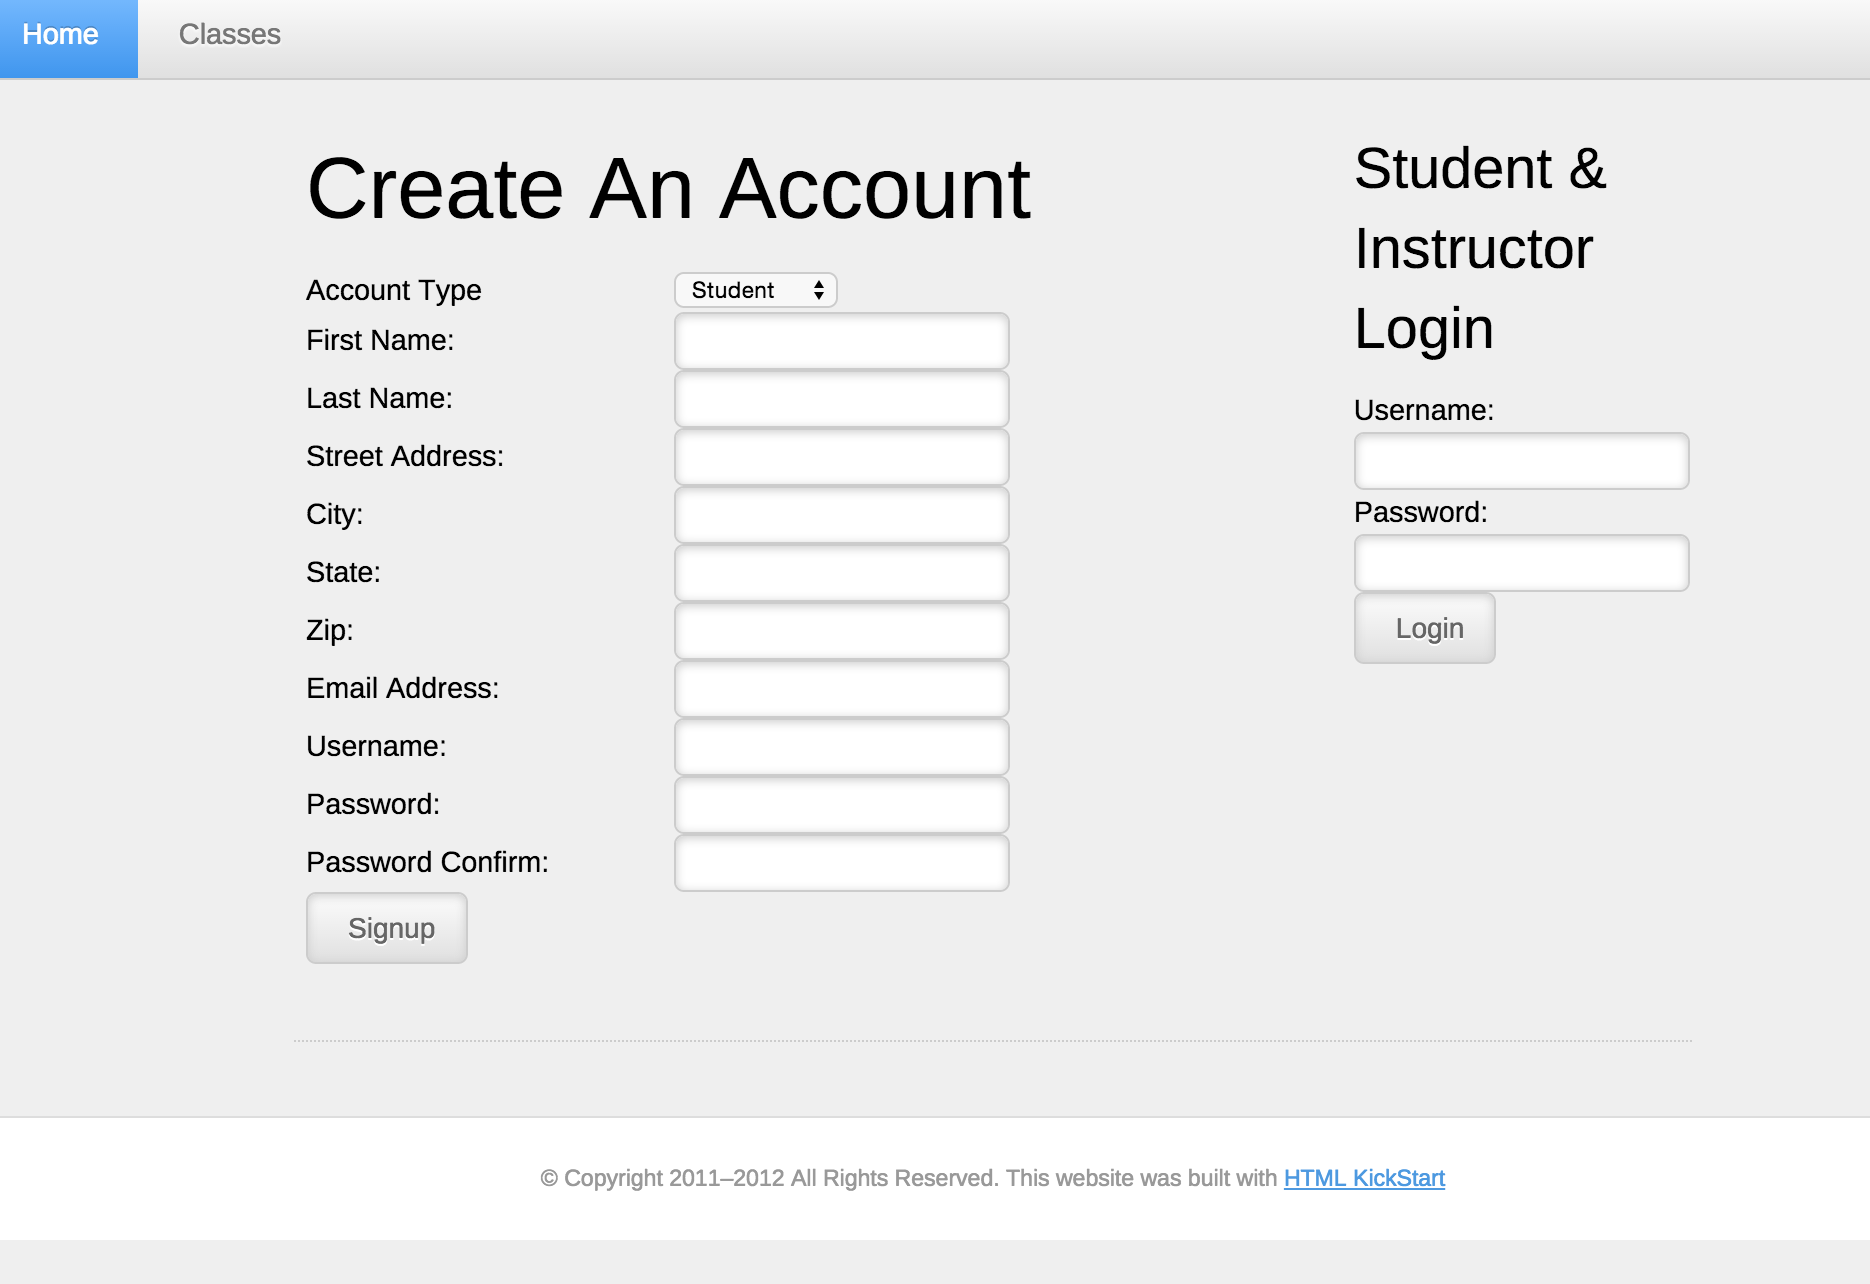 Home
Classes
Create An Account
Account Type
Student
First Name:
Last Name:
Street Address:
City:
State:
Zip:
Email Address:
Username:
Password:
Password Confirm:
Signup
Student &
Instructor
Login
Username:
Password:
Login
© Copyright 2011–2012 All Rights Reserved. This website was built with HTML KickStart